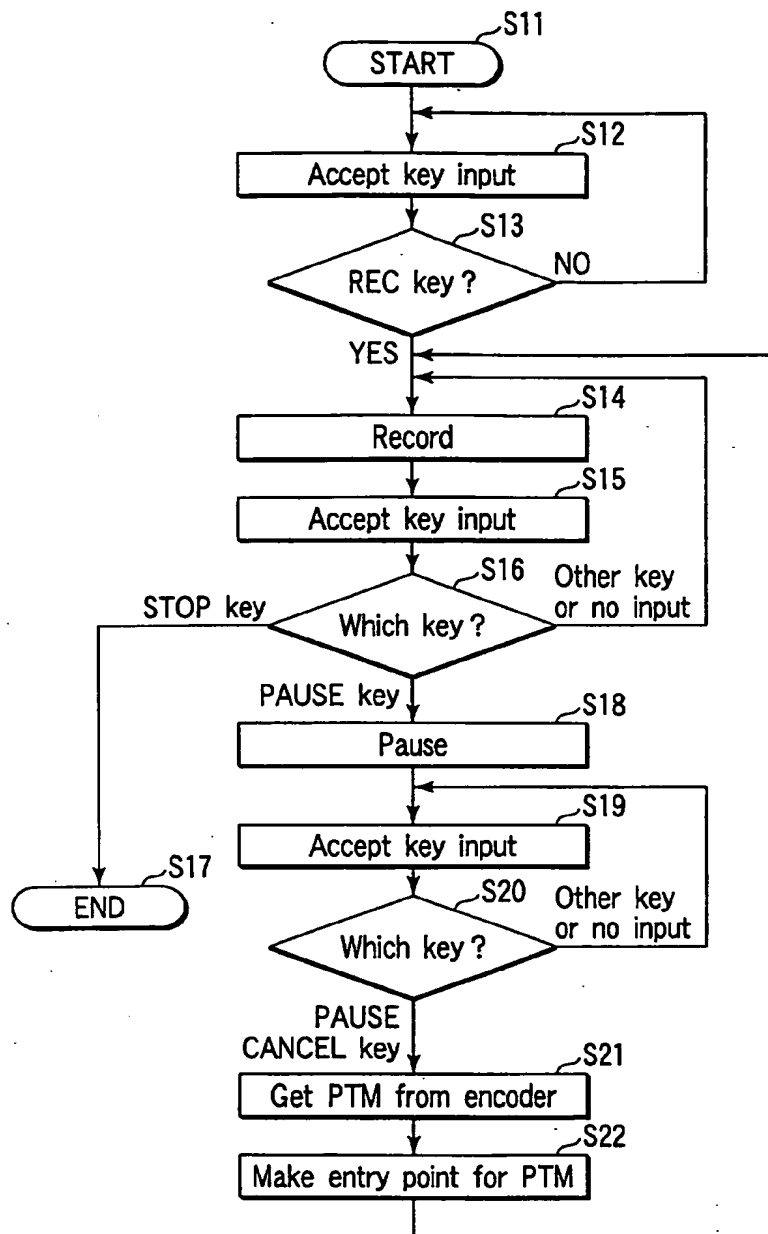 S11
START
S12
Accept key input
S13
REC key?
NO
YES
S14
Record
S15
Accept key input
S16
Other key
or no input
STOP key
Which key?
PAUSE key
S18
Pause
S19
Accept key input
S17
END
S20
Other key
or no input
Which key?
PAUSE
CANCEL key
S21
Get PTM from encoder
S22
Make entry point for PTM